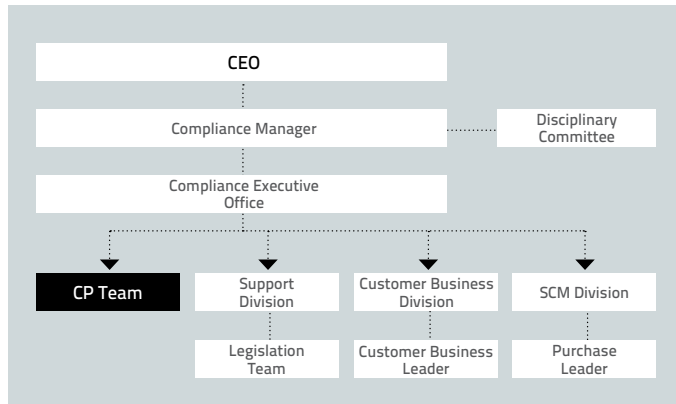 CEO
Compliance Manager
Disciplinary
Committee
Compliance Executive
Office
CP Team
Support
Division
Customer Business
Division
SCM Division
Legislation
Team
Customer Business
Leader
Purchase
Leader